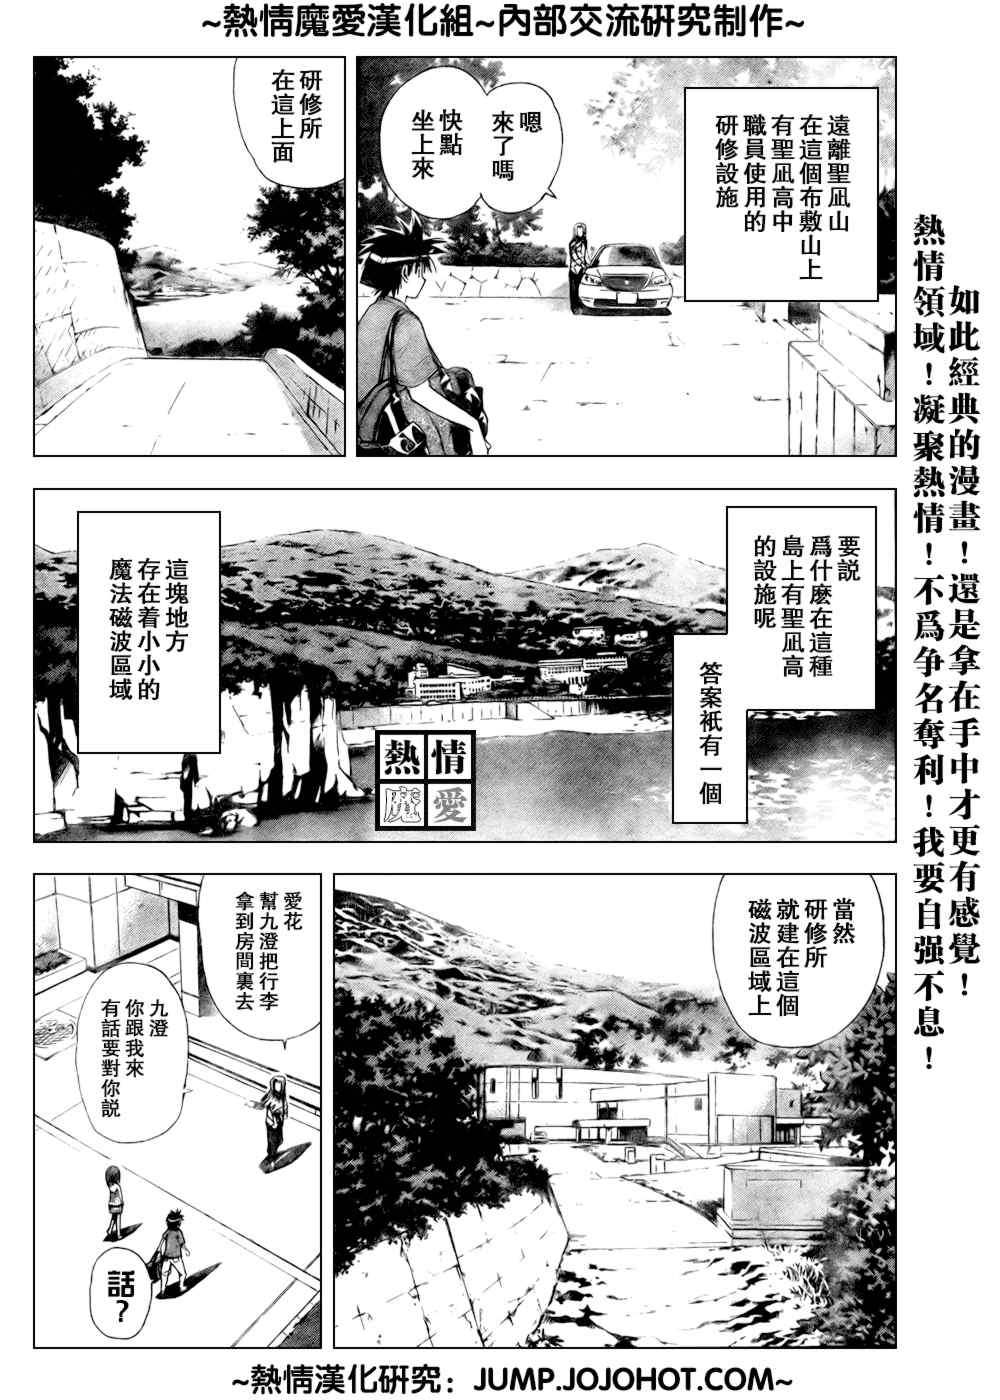 ~熱情魔愛漢化組~內部交流研究制作~
遠離聖凪山
在這個布敷山上
有聖凪高中
職員使用的
研修設施
嗯
來了嗎
快點
坐上來
研修所
在這上面
要說
爲什麽在這種
島上有聖凪高
的設施呢
答案衹有一個
這塊地方
存在着小小的
魔法磁波區域
熱情
魔愛
當然
研修所
就建在這個
磁波區域上
愛花
幫九澄把行李
拿到房間裏去
九澄
你跟我來
有話要對你説
話?
如此經典的漫畫!還是拿在手中才更有感覺!
熱情領域!凝聚熱情!不爲争名奪利!我要自强不息!
~熱情漢化研究：JUMP.JOJOHOT.COM~